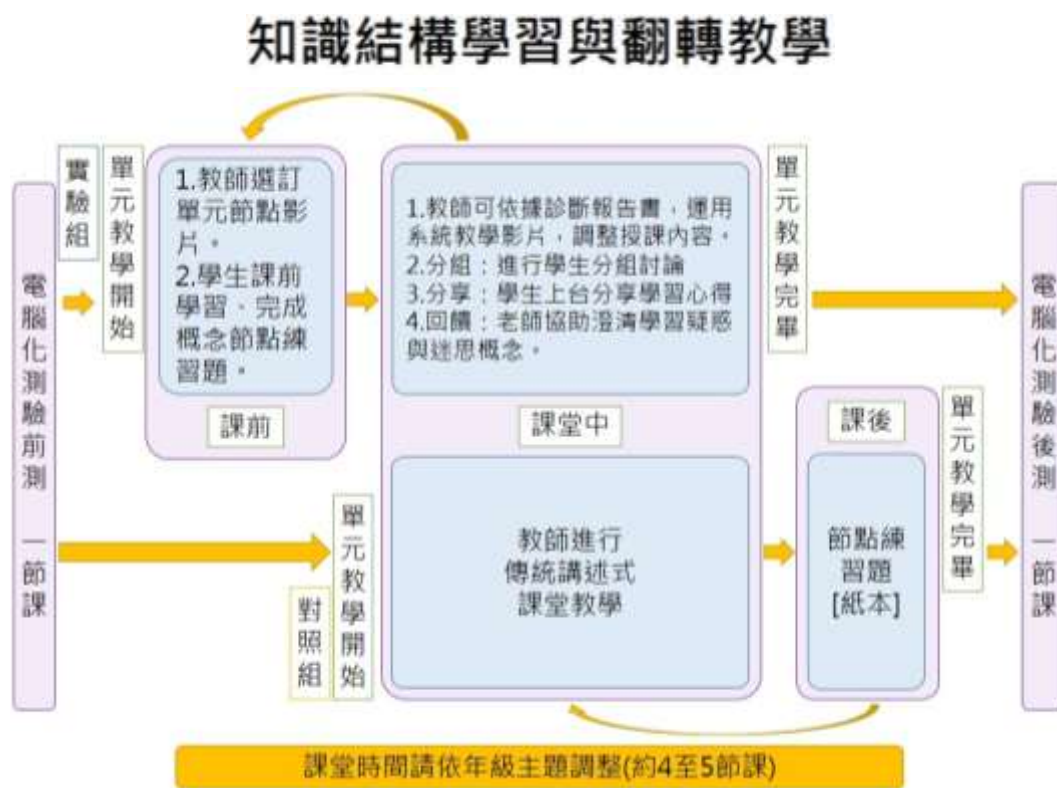 知識結構學習與翻轉教學
電腦化測驗前測 一節課
實驗組
單元教學開始
1.教師選訂
單元節點影
片。
2.學生課前
學習、完成
概念節點練
習題。
課前
1.教師可依據診斷報告書，運用
系統教學影片，調整授課內容。
2.分組：進行學生分組討論
3.分享：學生上台分享學習心得
4.回饋：老師協助澄清學習疑惑
與迷思概念。
課堂中
單元教學完畢
對照組
單元教學開始
教師進行
傳統講述式
課堂教學
課後
節點練
習題
[紙本]
單元教學完畢
電腦化測驗後測 一節課
課堂時間請依年級主題調整(約4至5節課)